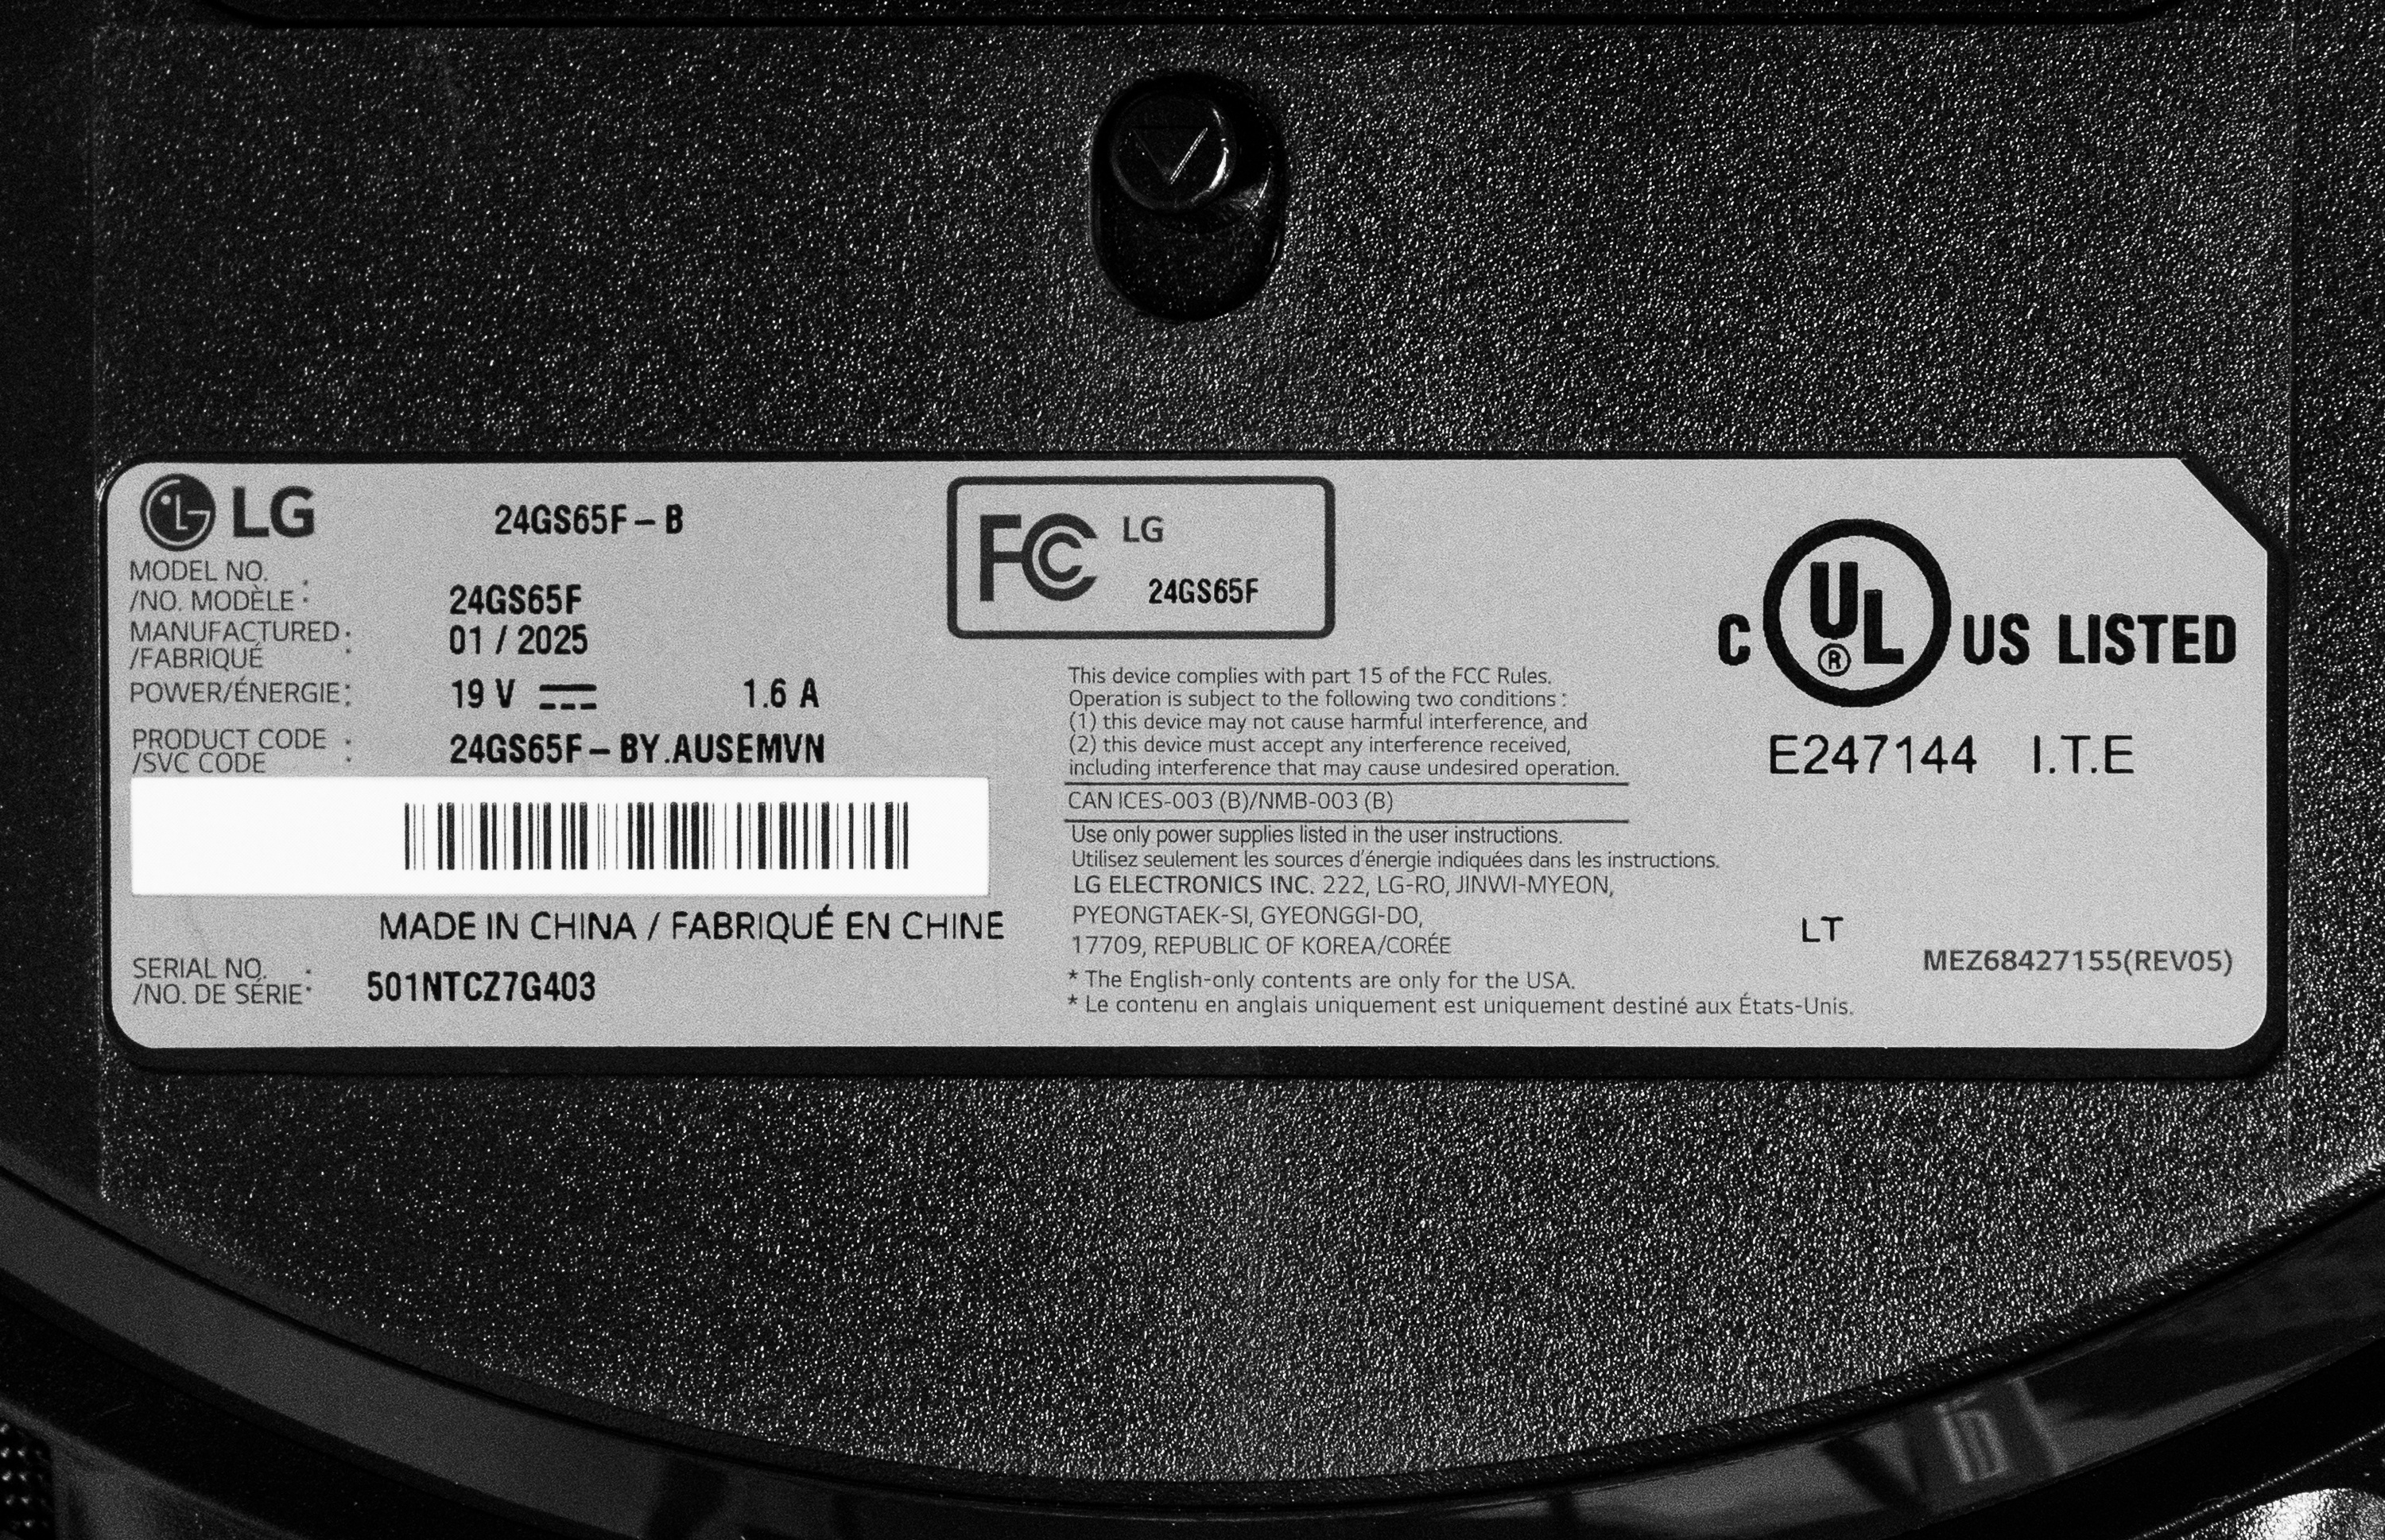 LG
24GS65F - B
MODEL NO.
/NO. MODÈLE : 24GS65F
MANUFACTURED
/FABRIQUÉ : 01 / 2025
POWER/ÉNERGIE: 19 V 1.6 A
PRODUCT CODE
/SVC CODE : 24GS65F - BY.AUSEMVN
MADE IN CHINA / FABRIQUÉ EN CHINE
SERIAL NO.
/NO. DE SÉRIE : 501NTCZ7G403
FC LG
24GS65F
This device complies with part 15 of the FCC Rules.
Operation is subject to the following two conditions :
(1) this device may not cause harmful interference, and
(2) this device must accept any interference received,
including interference that may cause undesired operation.
CAN ICES-003 (B)/NMB-003 (B)
Use only power supplies listed in the user instructions.
Utilisez seulement les sources d'énergie indiquées dans les instructions.
LG ELECTRONICS INC. 222, LG-RO, JINWI-MYEON,
PYEONGTAEK-SI, GYEONGGI-DO,
17709, REPUBLIC OF KOREA/CORÉE
* The English-only contents are only for the USA.
* Le contenu en anglais uniquement est uniquement destiné aux États-Unis.
C UL ® US LISTED
E247144 I.T.E
LT
MEZ68427155(REV05)